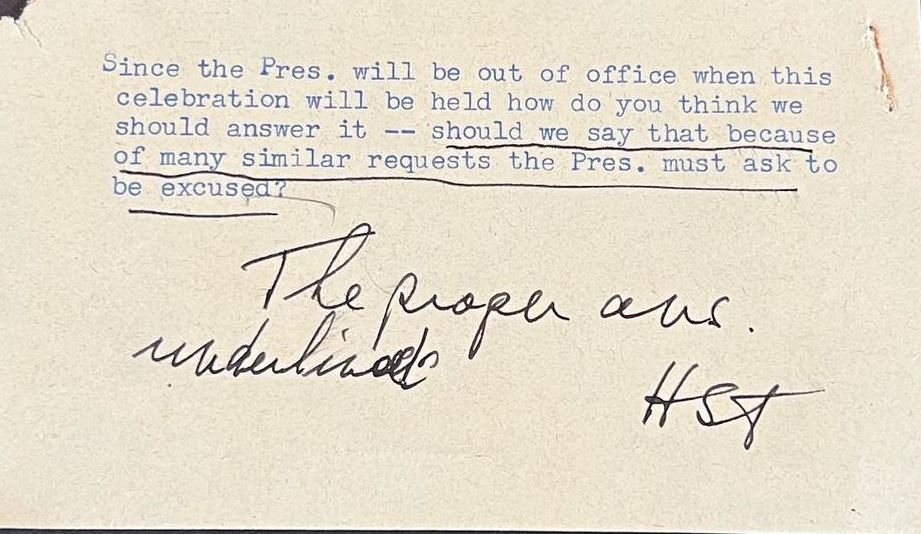 Since the Pres. will be out of office when this
celebration will be held how do you think we
should answer it -- should we say that because
of many similar requests the Pres. must ask to
be excused?
The proper ans.
underlined
HST